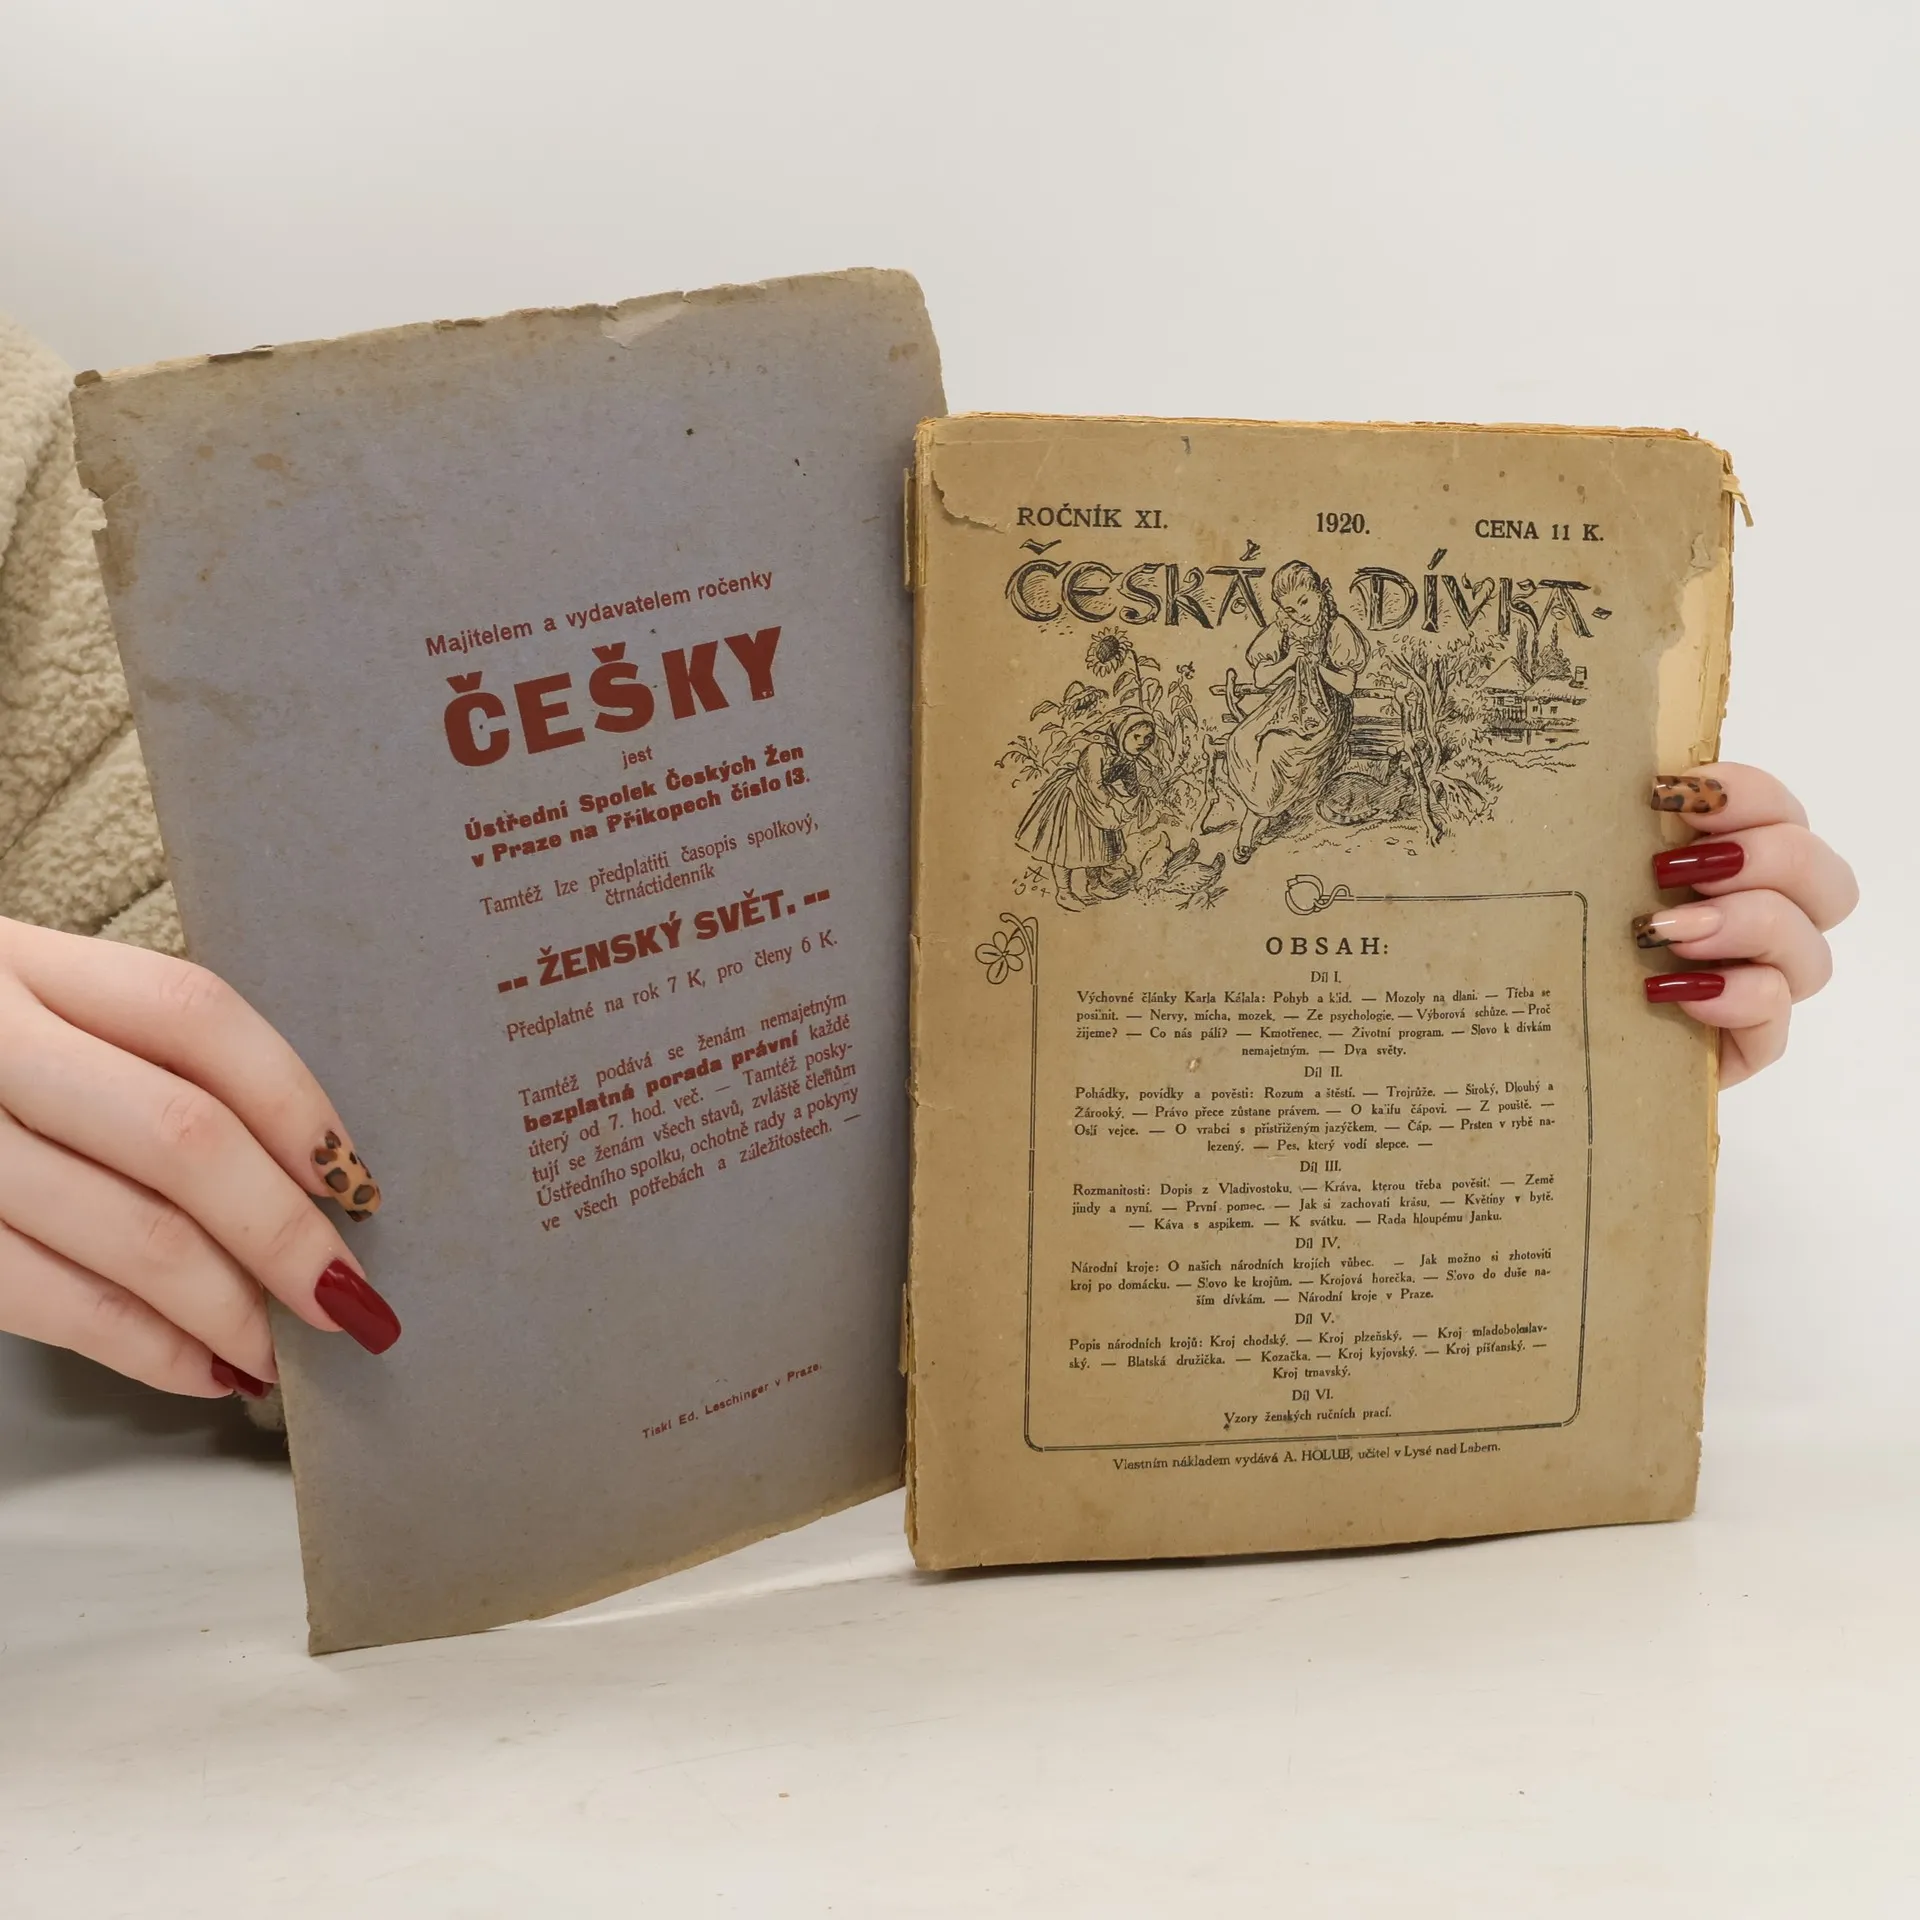 Majitelem a vydavatelem ročenky
ČEŠKY
jest
Ústřední Spolek Českých Žen
v Praze na Příkopech číslo 13.
Tamtéž lze předplatiti časopis spolkový,
čtrnáctidenník
-- ŽENSKÝ SVĚT. --
Předplatné na rok 7 K, pro členy 6 K.
Tamtéž podává se ženám nemajetným
bezplatná porada právní každé
úterý od 7. hod. več. — Tamtéž posky-
tují se ženám všech stavů, zvláště členům
Ústředního spolku, ochotně rady a pokyny
ve všech potřebách a záležitostech. —
Tiskl Ed. Leschinger v Praze.
ROČNÍK XI. 1920. CENA 11 K.
ČESKÁ DÍVKA
1904
OBSAH:
Díl I.
Výchovné články Karla Kálala: Pohyb a klid. — Mozoly na dlani. — Třeba se
posílnit. — Nervy, mícha, mozek. — Ze psychologie. — Výborová schůze. — Proč
žijeme? — Co nás pálí? — Kmotřenec. — Životní program. — Slovo k dívkám
nemajetným. — Dva světy.
Díl II.
Pohádky, povídky a pověsti: Rozum a štěstí. — Trojrůže. — Široký, Dlouhý a
Žárooký. — Právo přece zůstane právem. — O kalifu čápovi. — Z pouště. —
Oslí vejce. — O vrabci s přistřiženým jazýčkem. — Čáp. — Prsten v rybě na-
lezený. — Pes, který vodí slepce. —
Díl III.
Rozmanitosti: Dopis z Vladivostoku. — Kráva, kterou třeba pověsit. — Země
jindy a nyní. — První pomoc. — Jak si zachovati krásu. — Květiny v bytě.
— Káva s aspikem. — K svátku. — Rada hloupému Janku.
Díl IV.
Národní kroje: O našich národních krojích vůbec. — Jak možno si zhotoviti
kroj po domácku. — Slovo ke krojům. — Krojová horečka. — Slovo do duše na-
šim dívkám. — Národní kroje v Praze.
Díl V.
Popis národních krojů: Kroj chodský. — Kroj plzeňský. — Kroj mladoboleslav-
ský. — Blatská družička. — Kozačka. — Kroj kyjovský. — Kroj píšťanský. —
Kroj trnavský.
Díl VI.
Vzory ženských ručních prací.
Vlastním nákladem vydává A. HOLUB, učitel v Lysé nad Labem.